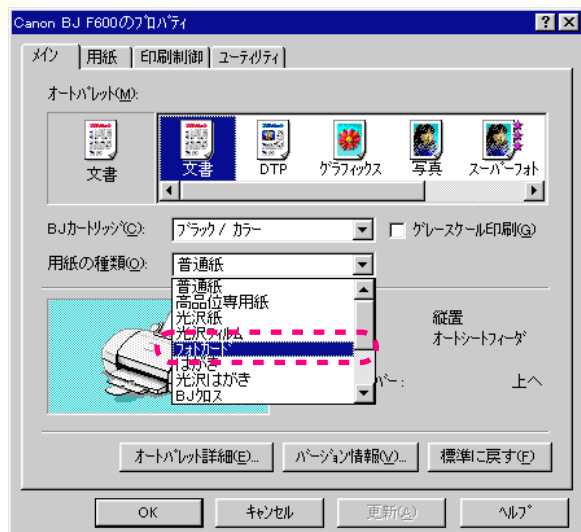 Canon BJ F600のプロパティ
メイン 用紙 印刷制御 ユーティリティ
オートパレット(M):
文書 文書 DTP グラフィックス 写真 スーパーフォト
BJカートリッジ(C): ブラック / カラー グレースケール印刷(G)
用紙の種類(O): 普通紙
普通紙
高品位専用紙
光沢紙
光沢フィルム
フォトカード
はがき
光沢はがき
BJクロス
縦置
オートシートフィーダ
バー: 上へ
オートパレット詳細(E)... バージョン情報(V)... 標準に戻す(F)
OK キャンセル 更新(A) ヘルプ